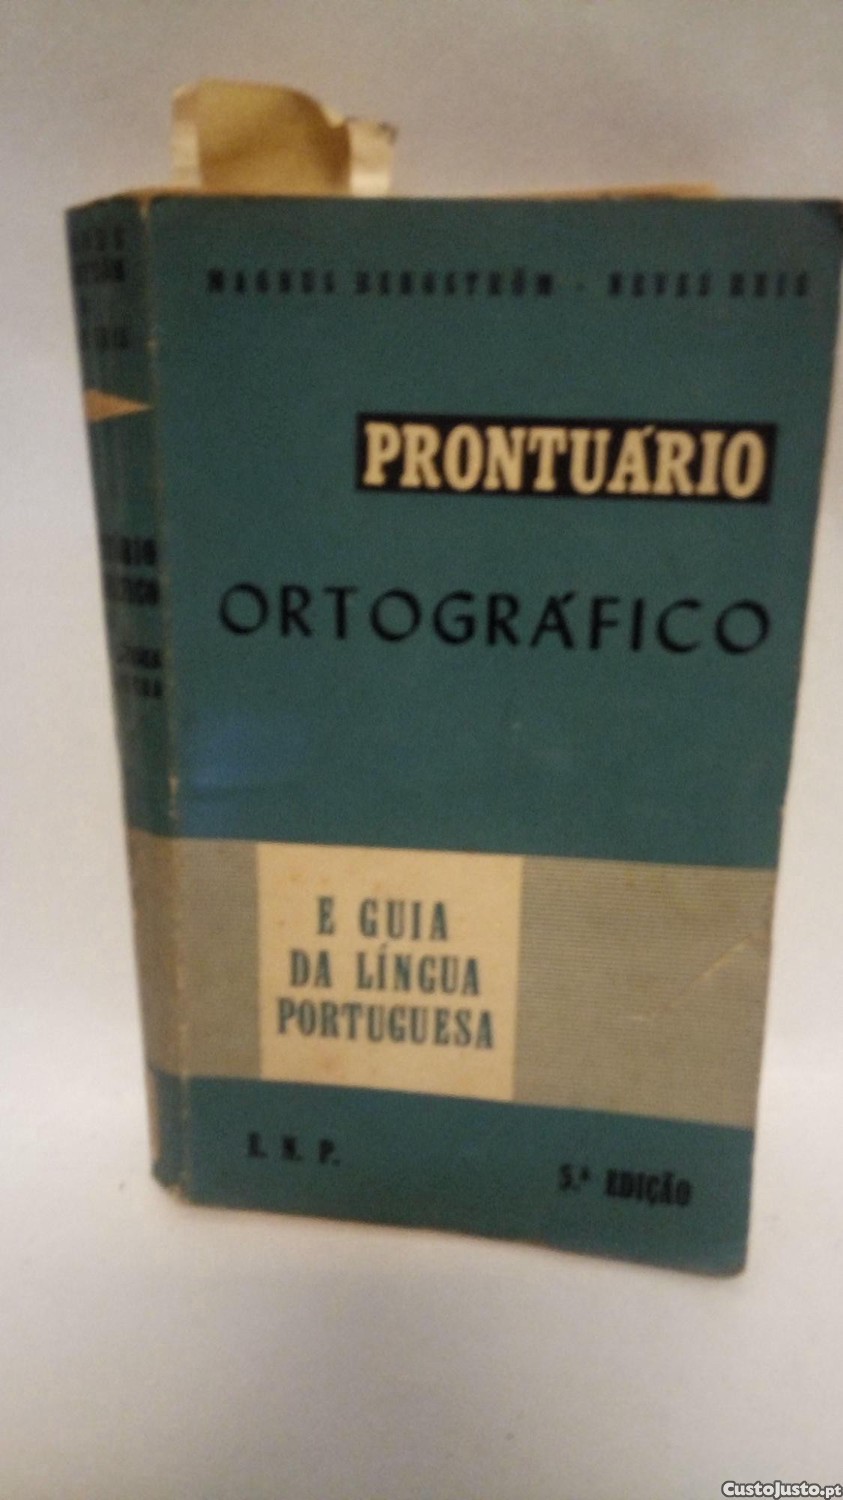 MAGNUS BERGSTRÖM - NEVES REIS
PRONTUÁRIO
ORTOGRÁFICO
E GUIA
DA LÍNGUA
PORTUGUESA
E. N. P.
5.ª EDIÇÃO
CustoJusto.pt